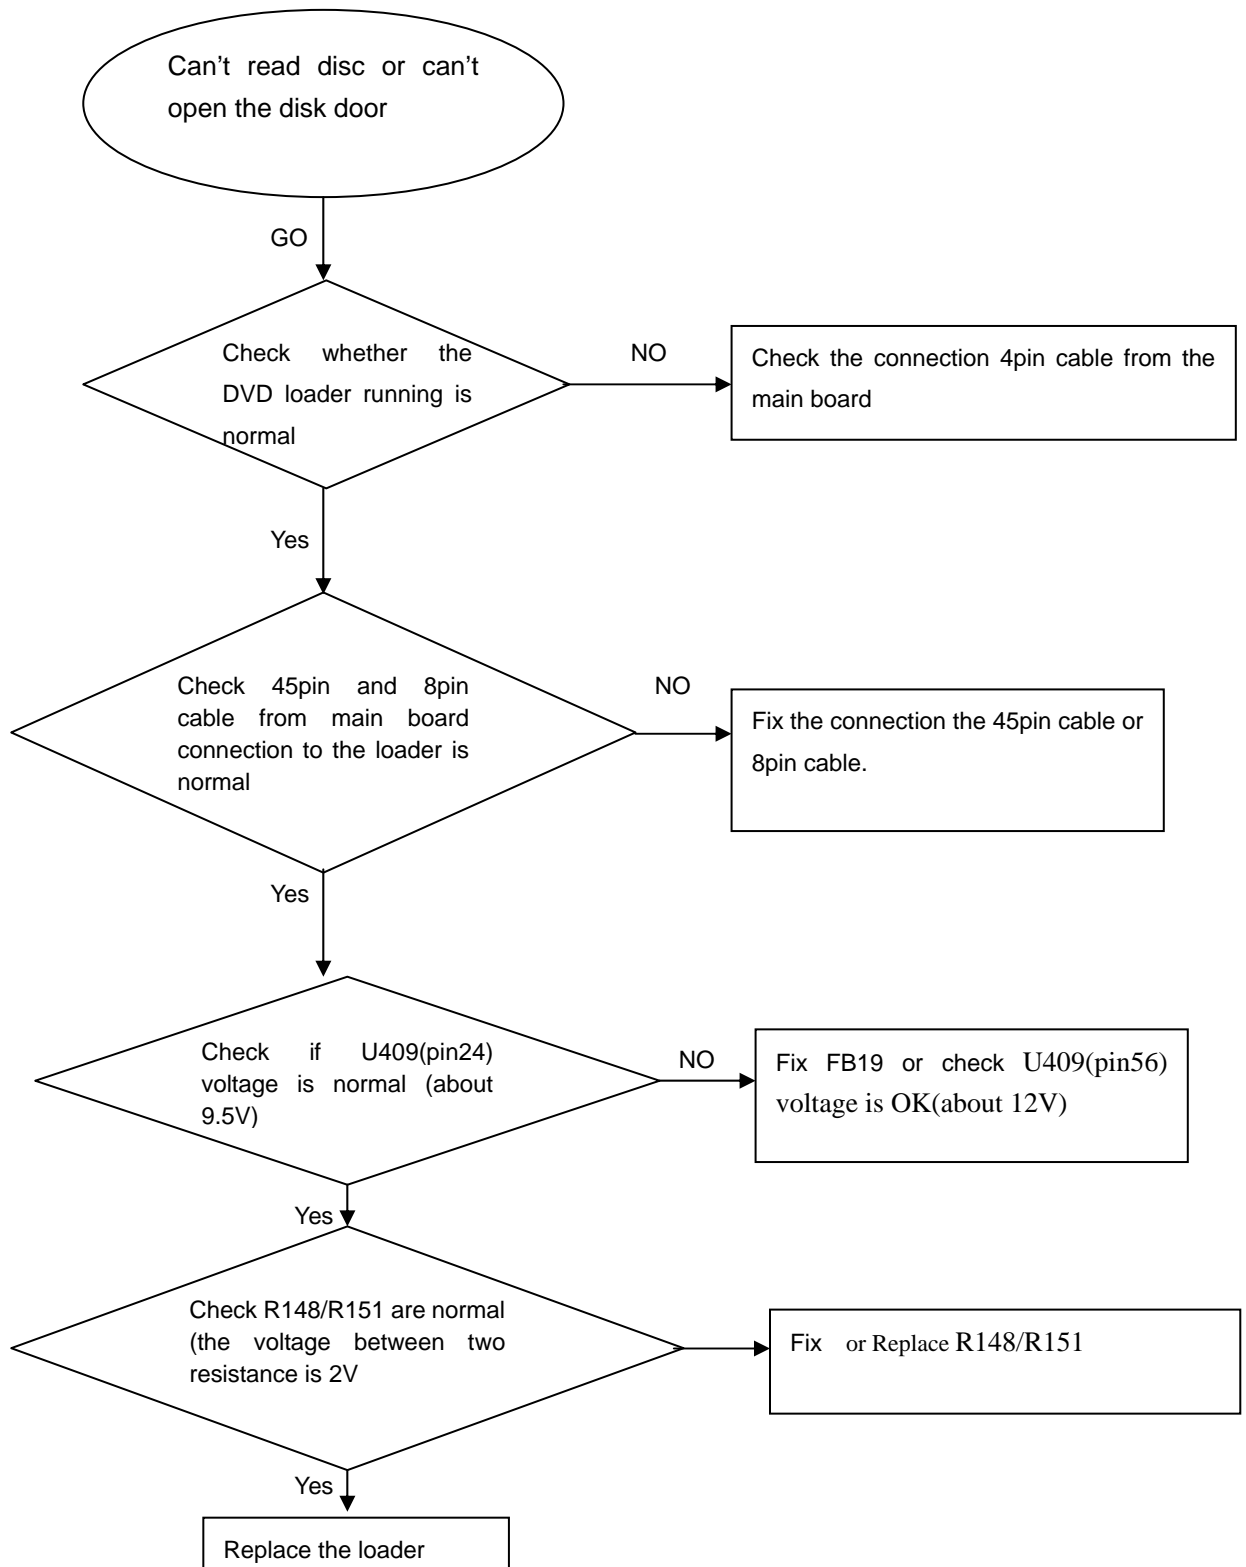 Can't read disc or can't
open the disk door
GO
Check whether the
DVD loader running is
normal
NO
Check the connection 4pin cable from the
main board
Yes
Check 45pin and 8pin
cable from main board
connection to the loader is
normal
NO
Fix the connection the 45pin cable or
8pin cable.
Yes
Check if U409(pin24)
voltage is normal (about
9.5V)
NO
Fix FB19 or check U409(pin56)
voltage is OK(about 12V)
Yes
Check R148/R151 are normal
(the voltage between two
resistance is 2V
Fix or Replace R148/R151
Yes
Replace the loader